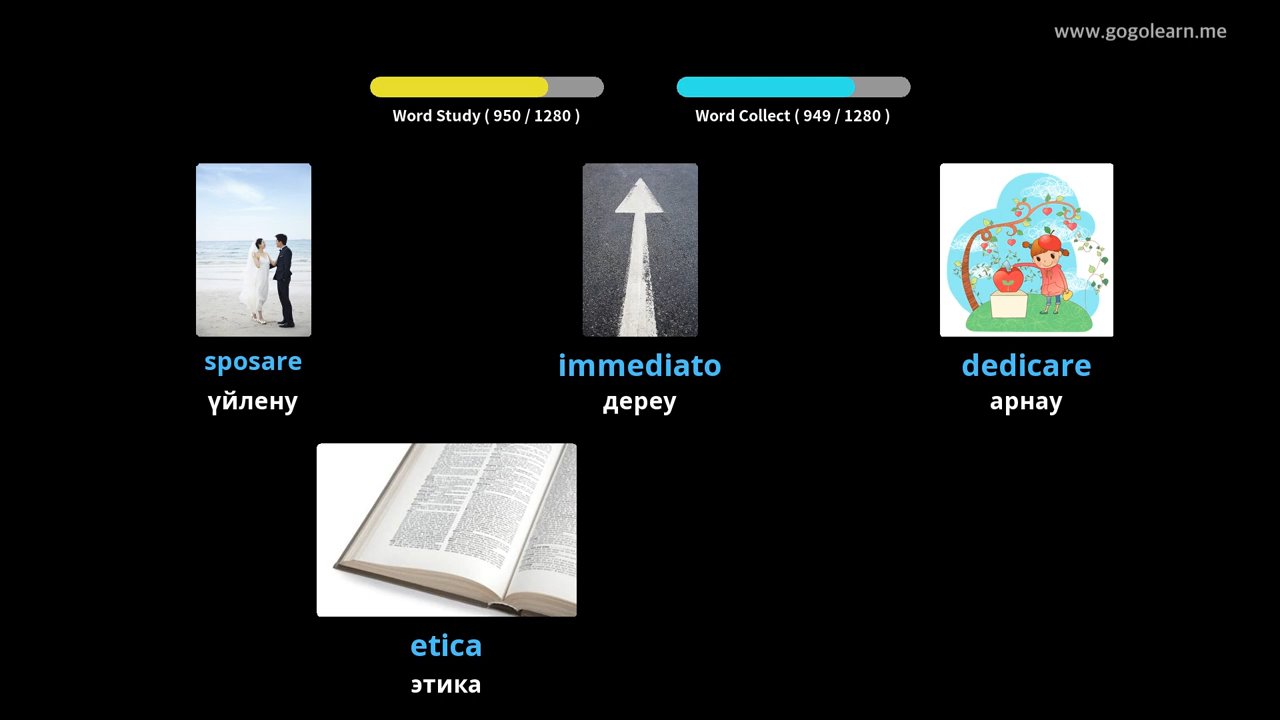 www.gogolearn.me
Word Study ( 950 / 1280 )
Word Collect ( 949 / 1280 )
sposare
immediato
dedicare
үйлену
дереу
арнау
etica
этика